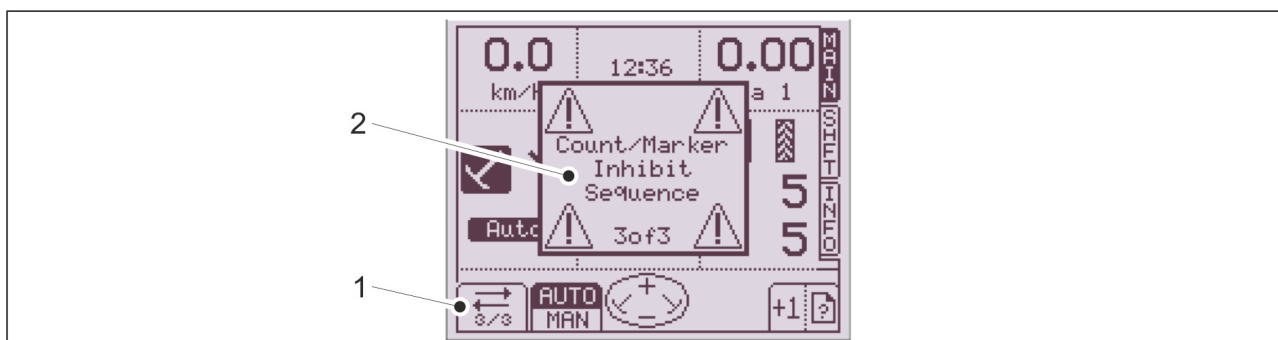 0.0
12:36
0.00
km/
a 1
MAIN
SHFT
INFO
2
Count/Marker
Inhibit
Sequence
3of3
5
5
Auto
1
3/3
AUTO
MAN
+
-
+1
?